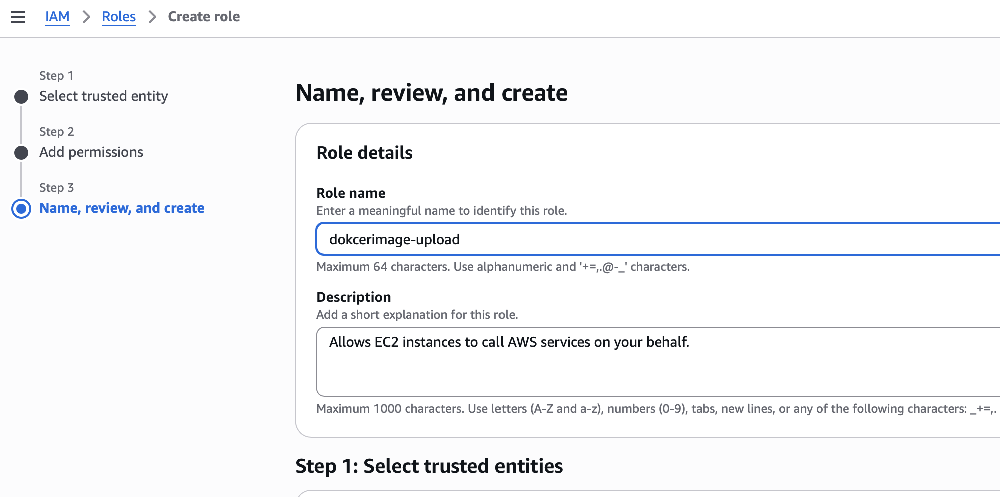 IAM > Roles > Create role
Step 1
Select trusted entity
Step 2
Add permissions
Step 3
Name, review, and create
Name, review, and create
Role details
Role name
Enter a meaningful name to identify this role.
dokcerimage-upload
Maximum 64 characters. Use alphanumeric and '+=,.@-_' characters.
Description
Add a short explanation for this role.
Allows EC2 instances to call AWS services on your behalf.
Maximum 1000 characters. Use letters (A-Z and a-z), numbers (0-9), tabs, new lines, or any of the following characters: _+=,.
Step 1: Select trusted entities